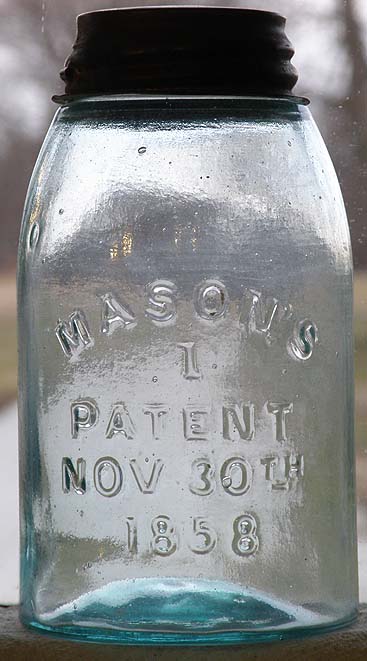 MASON'S
1
PATENT
NOV 30TH
1858